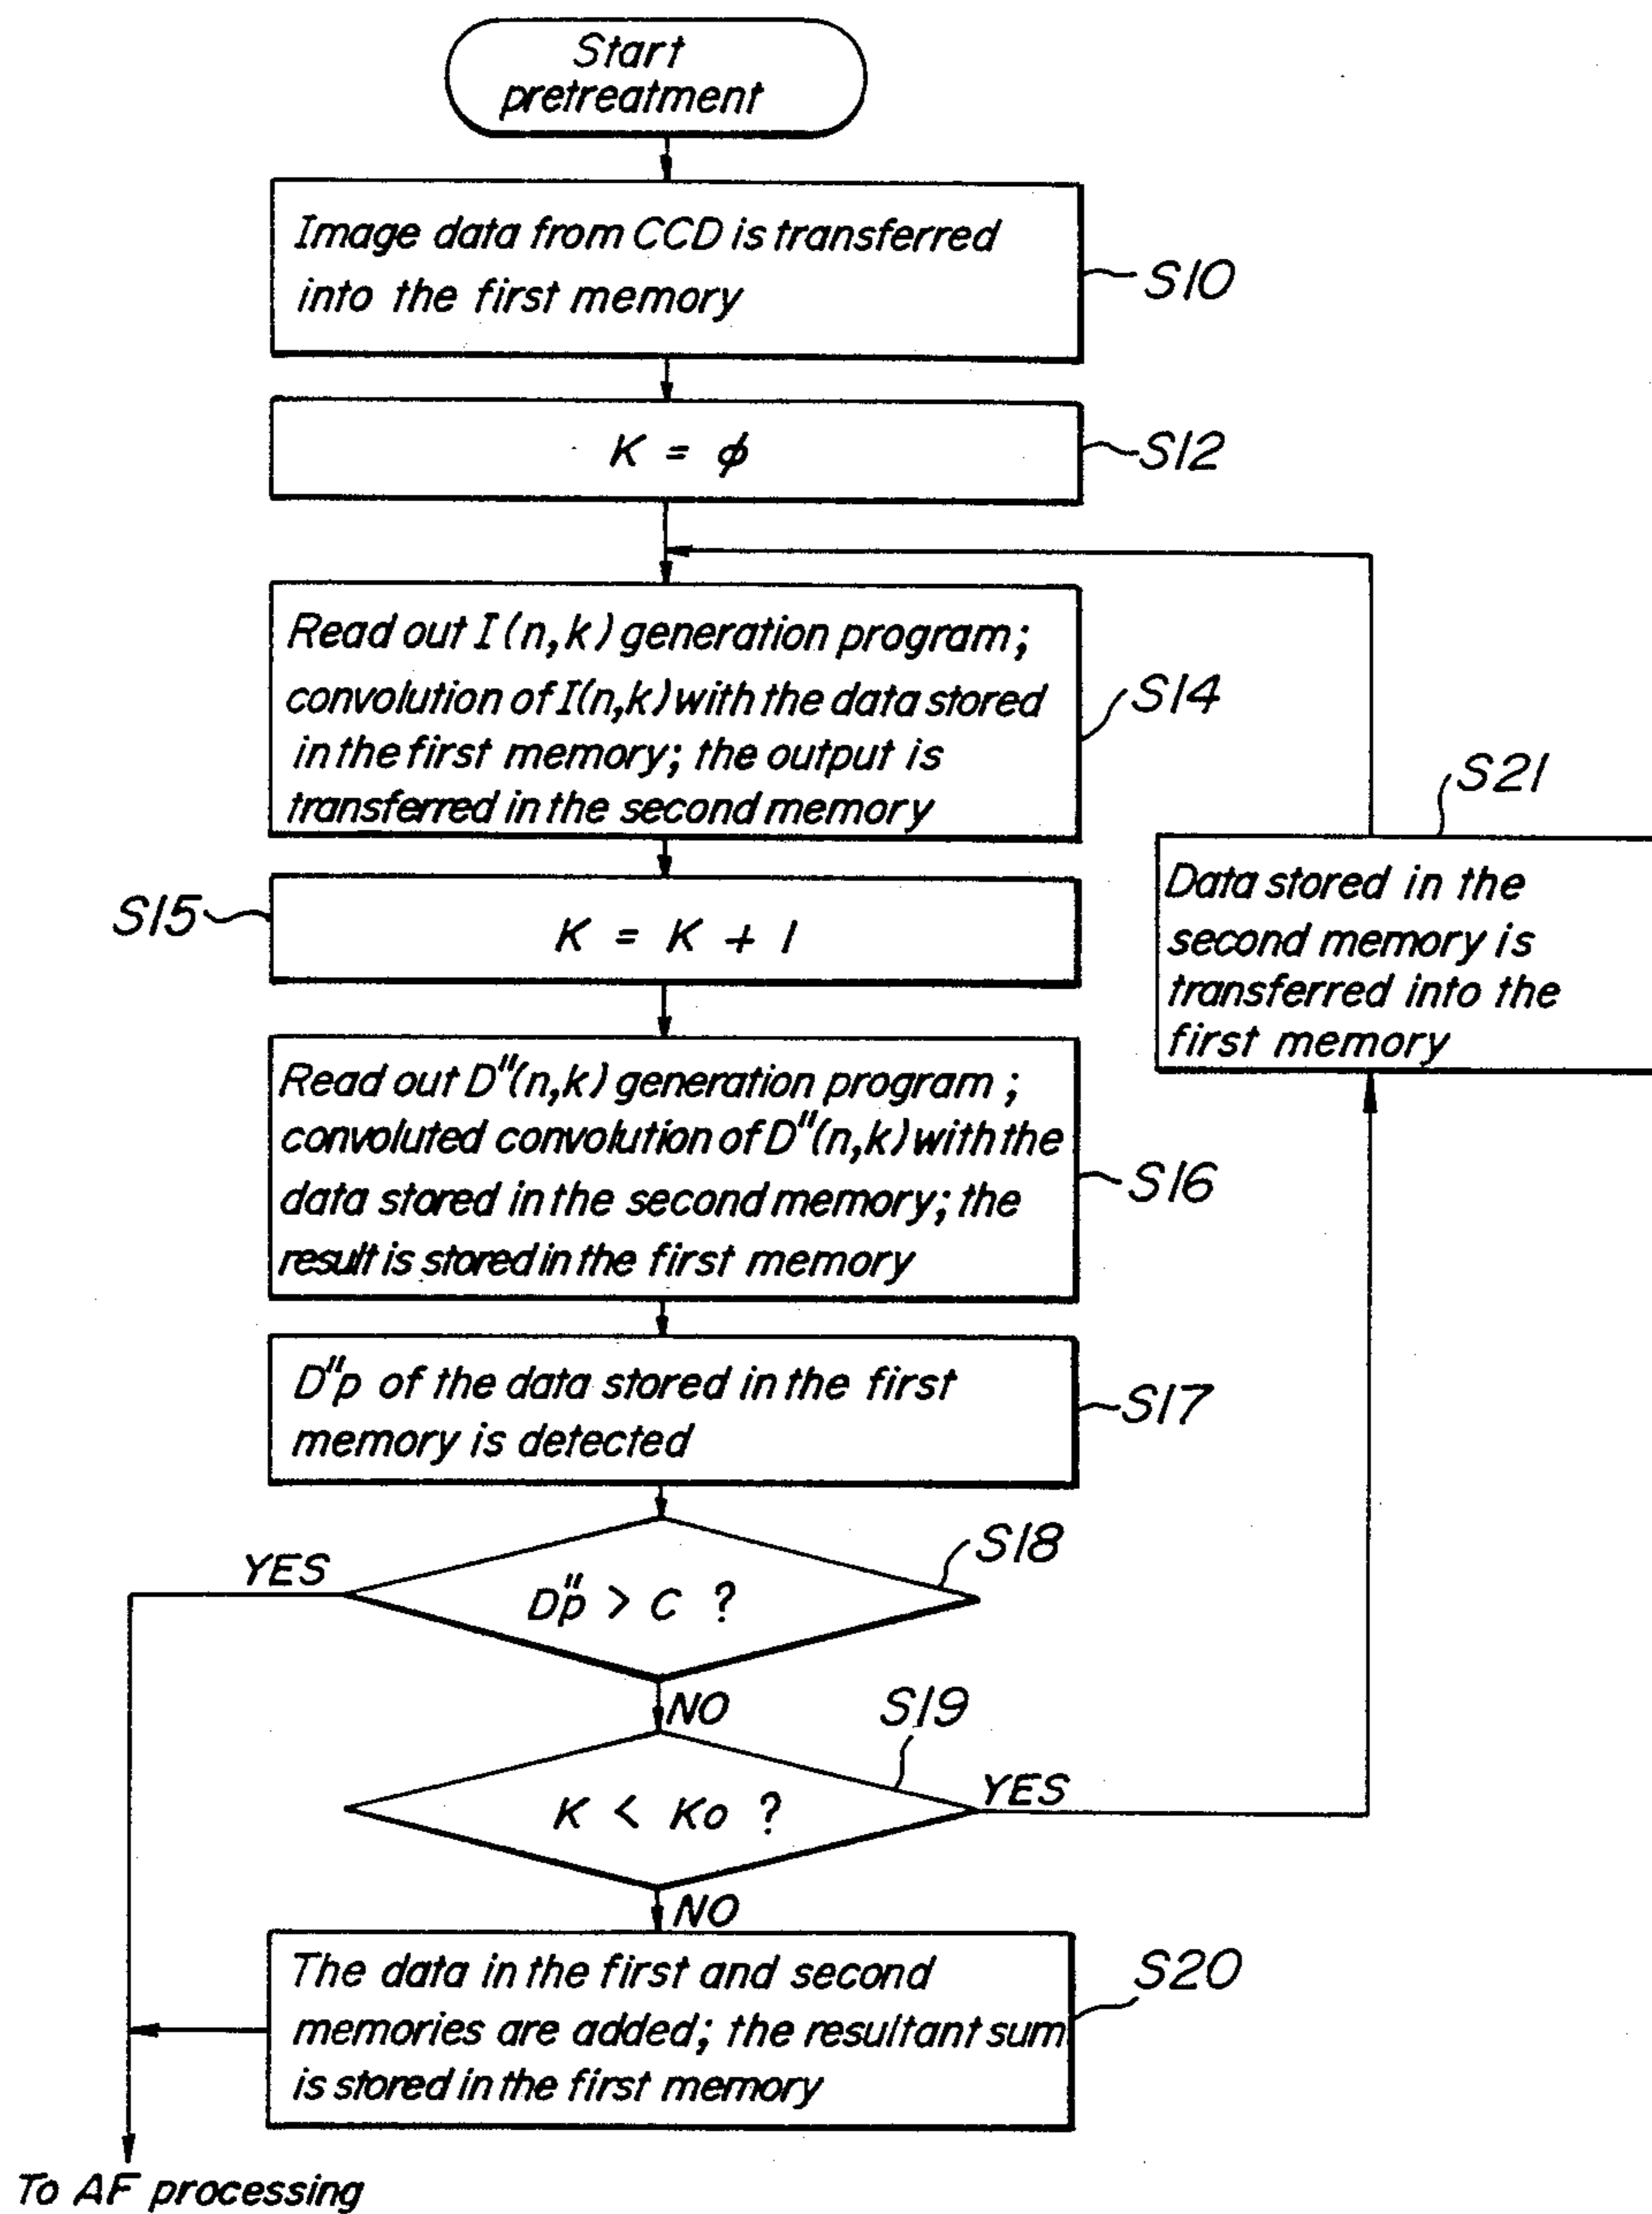 Start
pretreatment
Image data from CCD is transferred
into the first memory
S10
K = ϕ
S12
Read out I(n,k) generation program;
convolution of I(n,k) with the data stored
in the first memory; the output is
transferred in the second memory
S14
S21
Data stored in the
second memory is
transferred into the
first memory
S15
K = K + 1
Read out D"(n,k) generation program;
convoluted convolution of D"(n,k) with the
data stored in the second memory; the
result is stored in the first memory
S16
D"p of the data stored in the first
memory is detected
S17
S18
YES
D"p > C ?
NO
S19
K < Ko ?
YES
NO
The data in the first and second
memories are added; the resultant sum
is stored in the first memory
S20
To AF processing